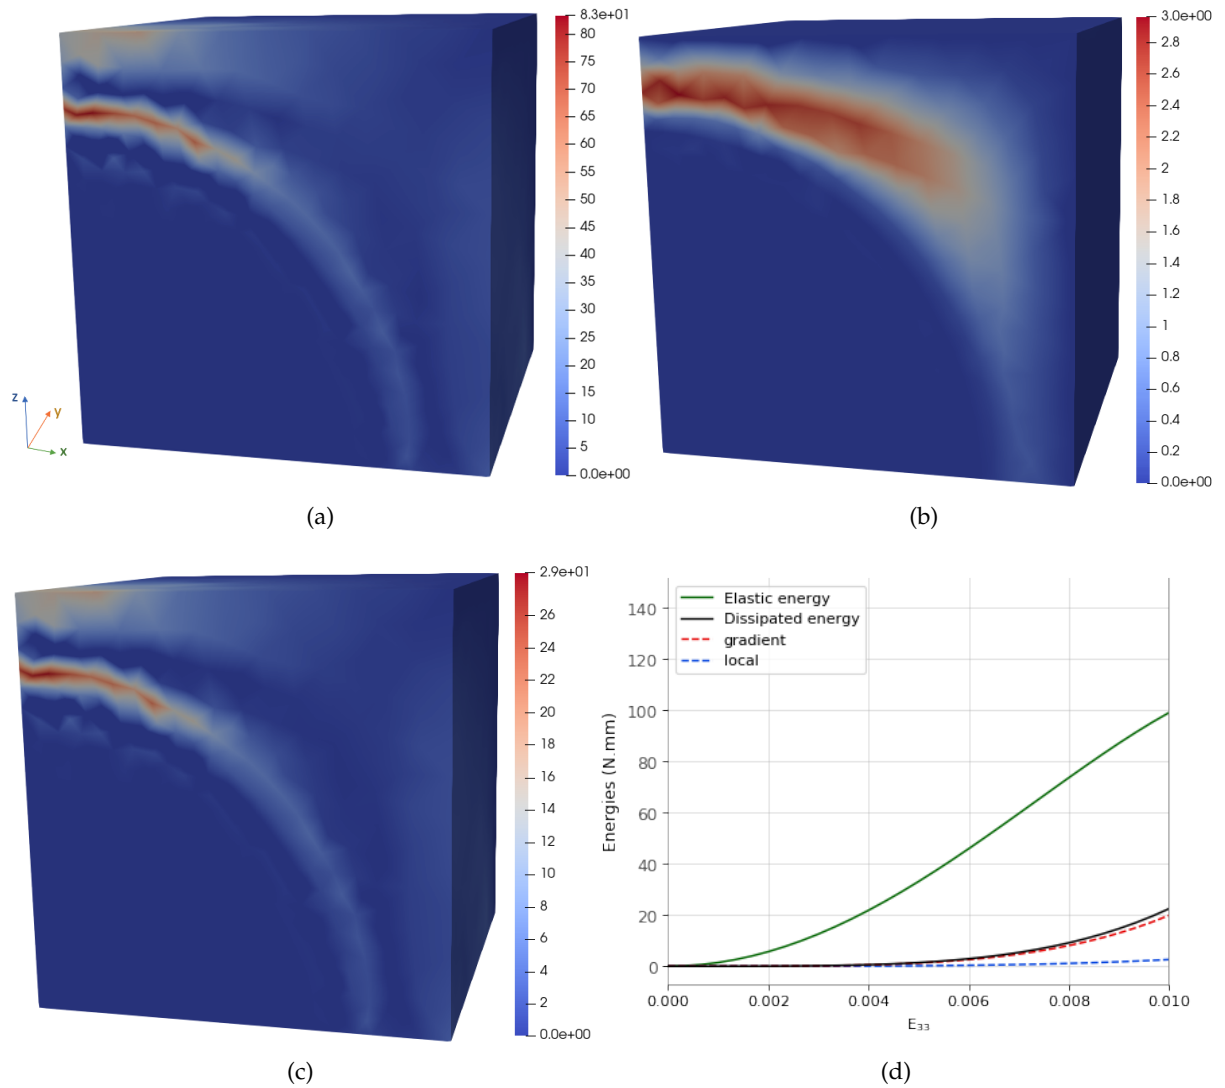 8.3e+01
80
75
70
65
60
55
50
45
40
35
30
25
20
15
10
5
0.0e+00
z
y
x
(a)
3.0e+00
2.8
2.6
2.4
2.2
2
1.8
1.6
1.4
1.2
1
0.8
0.6
0.4
0.2
0.0e+00
(b)
2.9e+01
26
24
22
20
18
16
14
12
10
8
6
4
2
0.0e+00
(c)
Elastic energy
Dissipated energy
gradient
local
Energies (N.mm)
140
120
100
80
60
40
20
0
0.000 0.002 0.004 0.006 0.008 0.010
E₃₃
(d)